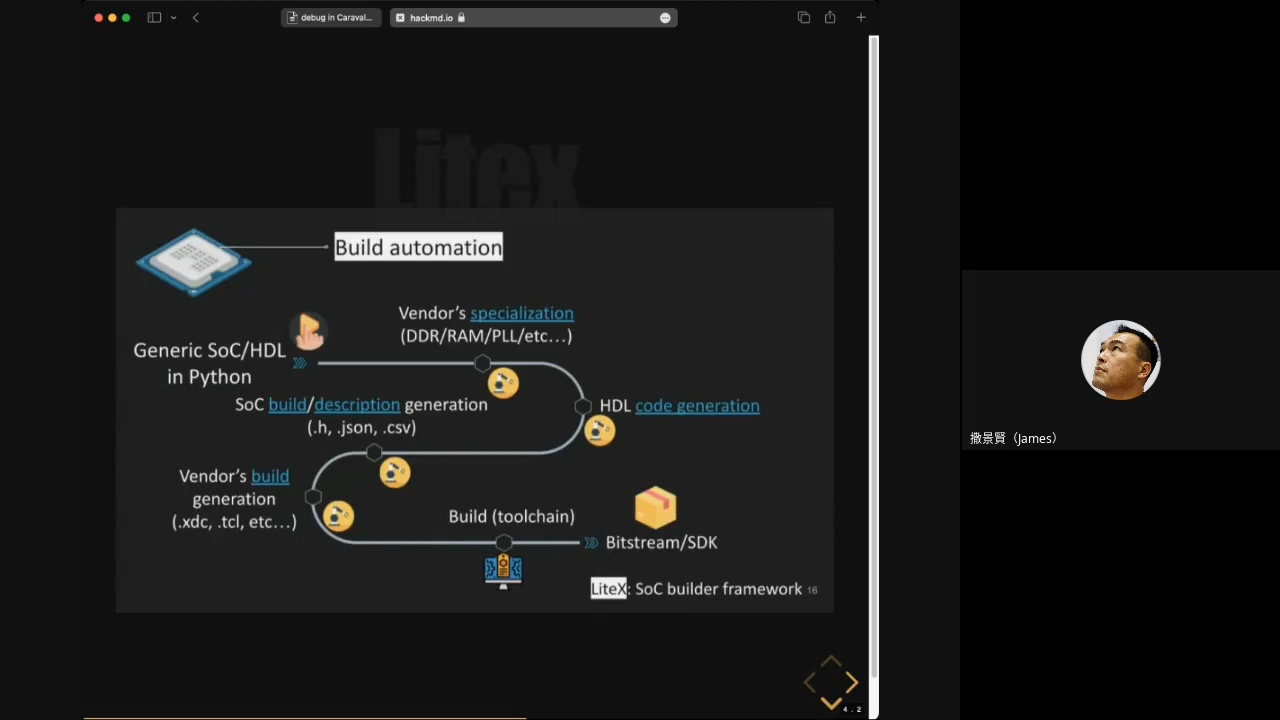 debug in Caraval...
hackmd.io
Litex
Build automation
Vendor's specialization
(DDR/RAM/PLL/etc...)
Generic SoC/HDL
in Python
SoC build/description generation
(.h, .json, .csv)
HDL code generation
Vendor's build
generation
(.xdc, .tcl, etc...)
Build (toolchain)
Bitstream/SDK
LiteX: SoC builder framework 16
4.2
撒景賢（James）